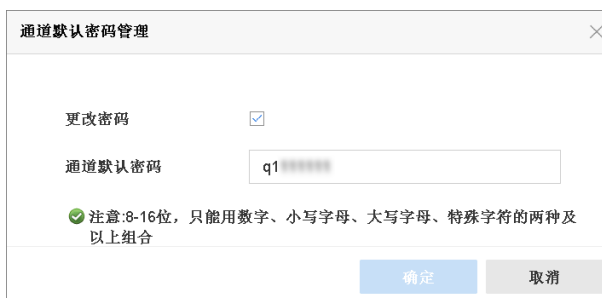 通道默认密码管理
更改密码
通道默认密码
q1
注意:8-16位，只能用数字、小写字母、大写字母、特殊字符的两种及
以上组合
确定
取消